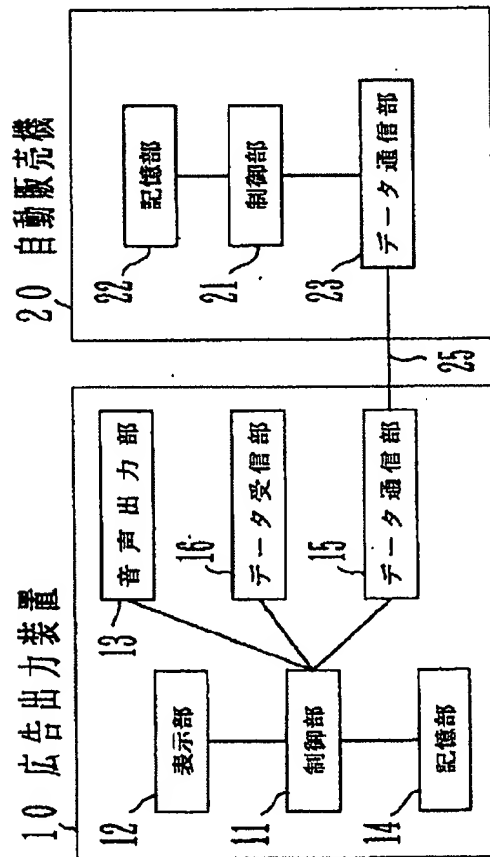 10 広告出力装置
12
表示部
11
制御部
14
記憶部
13
音声出力部
16
データ受信部
15
データ通信部
25
20 自動販売機
22
記憶部
21
制御部
23
データ通信部